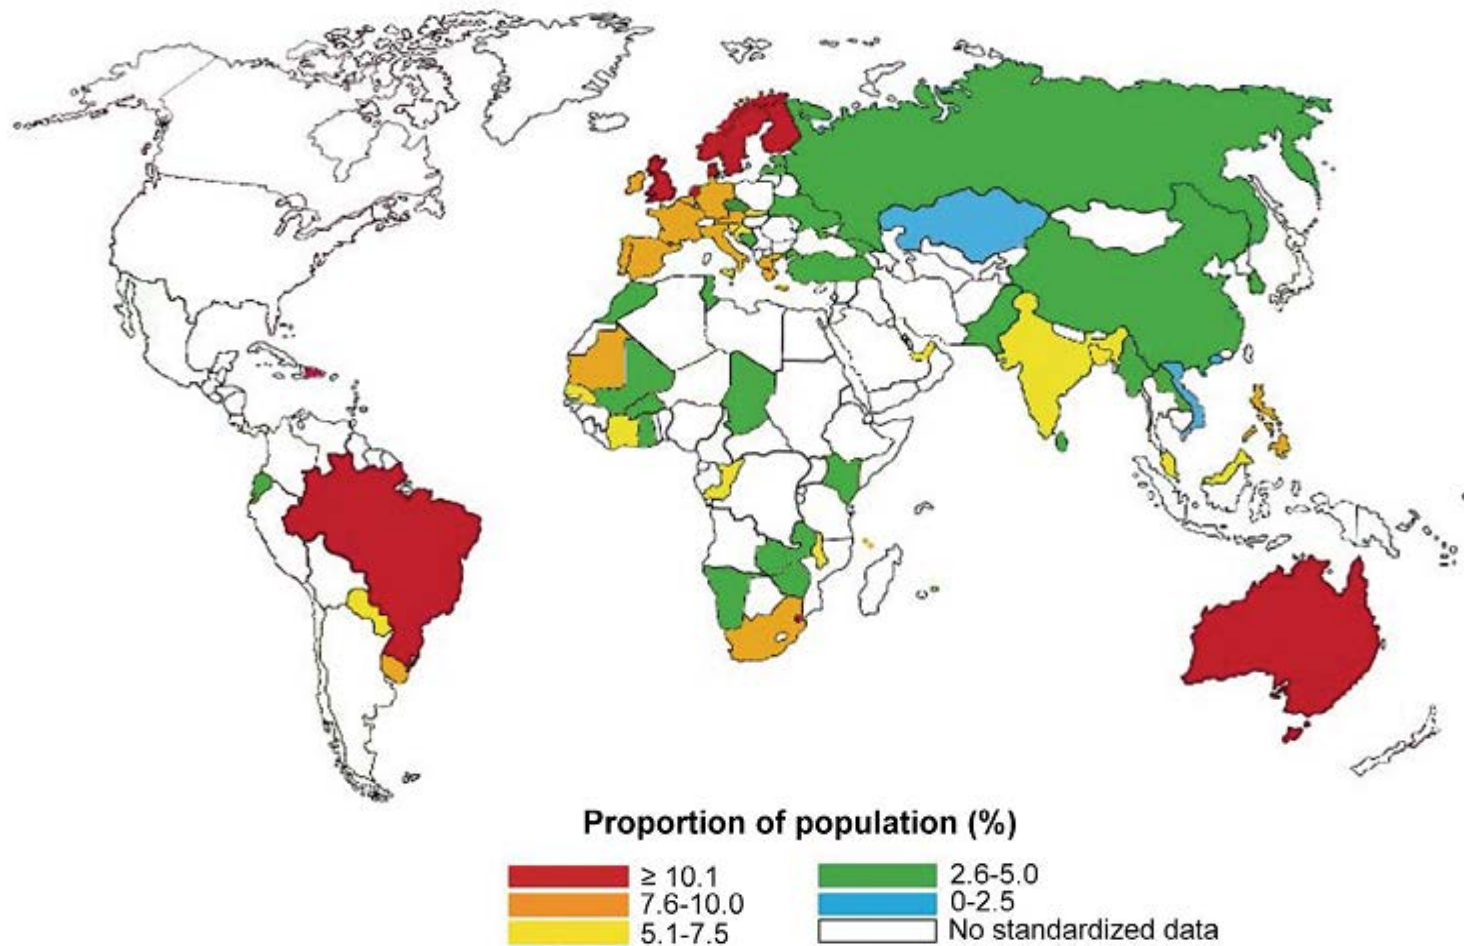 Proportion of population (%)
≥ 10.1
7.6-10.0
5.1-7.5
2.6-5.0
0-2.5
No standardized data